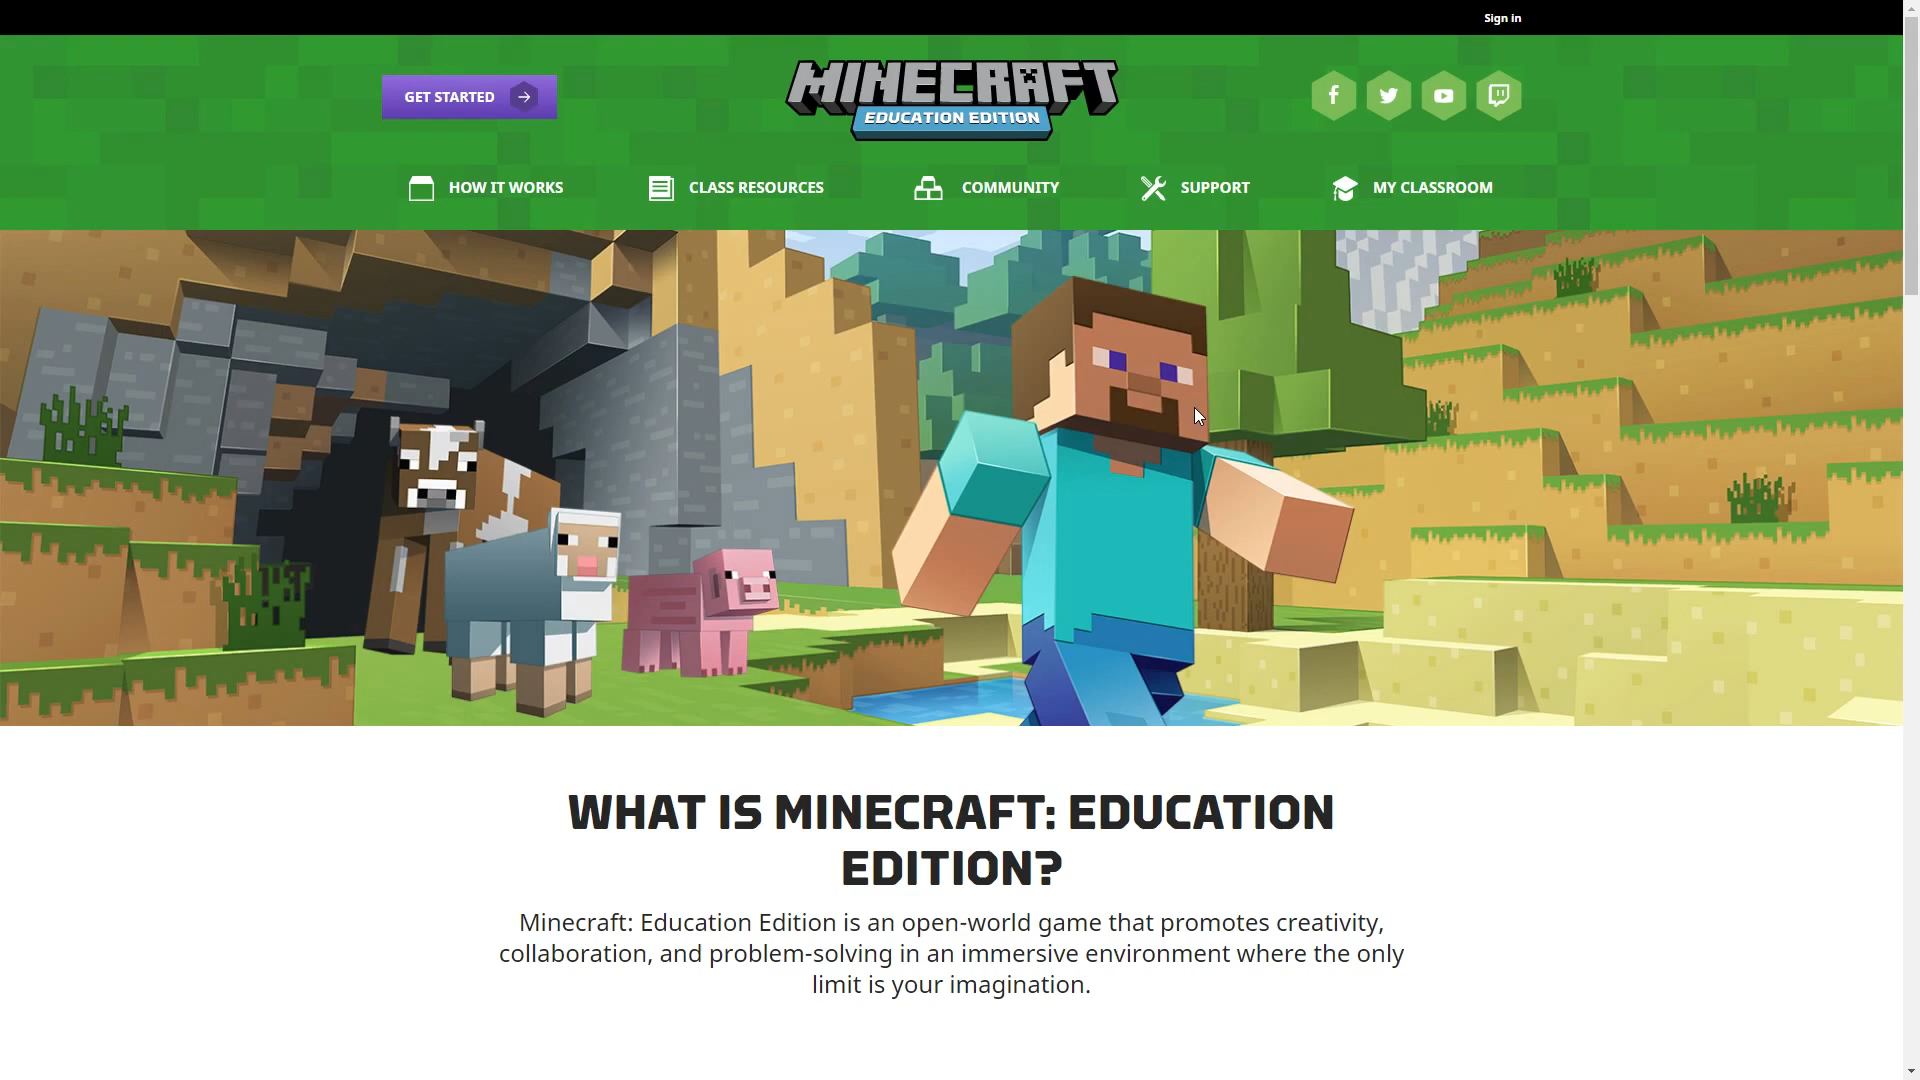 Sign in
GET STARTED
MINECRAFT
EDUCATION EDITION
HOW IT WORKS
CLASS RESOURCES
COMMUNITY
SUPPORT
MY CLASSROOM
WHAT IS MINECRAFT: EDUCATION
EDITION?
Minecraft: Education Edition is an open-world game that promotes creativity,
collaboration, and problem-solving in an immersive environment where the only
limit is your imagination.